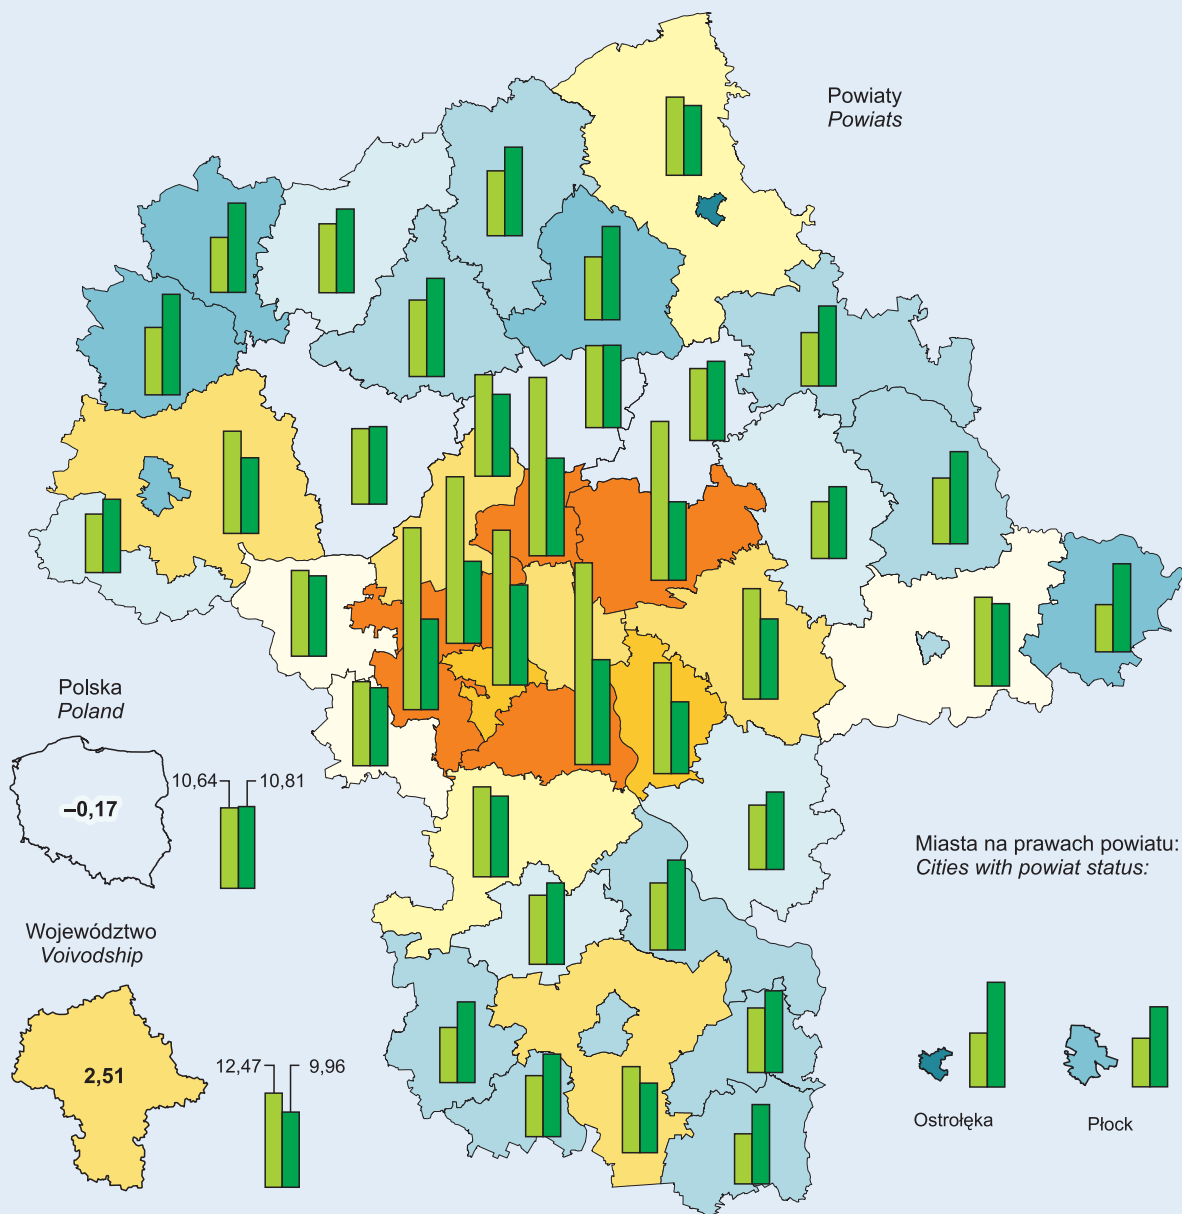 Powiaty
Powiats
Polska
Poland
10,64
10,81
–0,17
Województwo
Voivodship
12,47
9,96
2,51
Miasta na prawach powiatu:
Cities with powiat status:
Ostrołęka
Płock